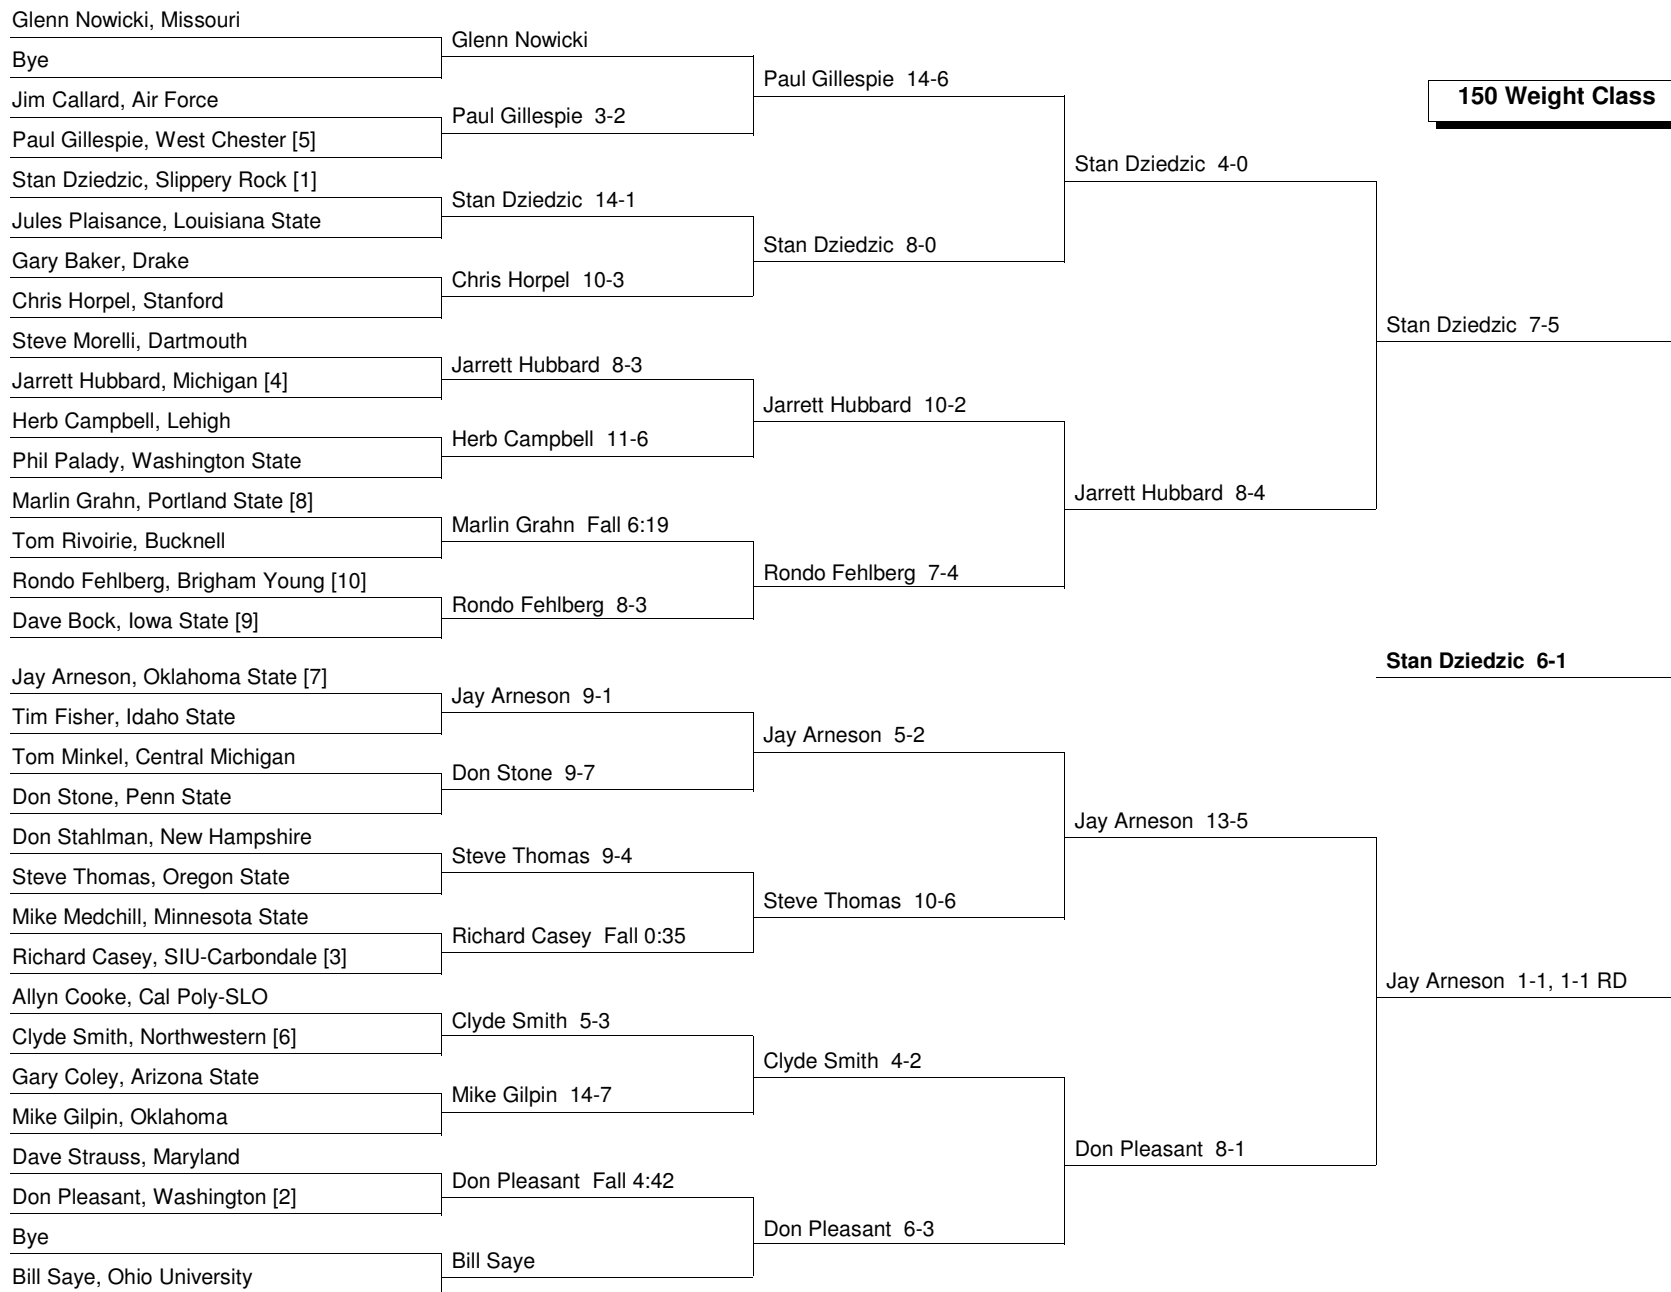 Glenn Nowicki, Missouri
Bye
Jim Callard, Air Force
Paul Gillespie, West Chester [5]
Stan Dziedzic, Slippery Rock [1]
Jules Plaisance, Louisiana State
Gary Baker, Drake
Chris Horpel, Stanford
Steve Morelli, Dartmouth
Jarrett Hubbard, Michigan [4]
Herb Campbell, Lehigh
Phil Palady, Washington State
Marlin Grahn, Portland State [8]
Tom Rivoirie, Bucknell
Rondo Fehlberg, Brigham Young [10]
Dave Bock, Iowa State [9]
Jay Arneson, Oklahoma State [7]
Tim Fisher, Idaho State
Tom Minkel, Central Michigan
Don Stone, Penn State
Don Stahlman, New Hampshire
Steve Thomas, Oregon State
Mike Medchill, Minnesota State
Richard Casey, SIU-Carbondale [3]
Allyn Cooke, Cal Poly-SLO
Clyde Smith, Northwestern [6]
Gary Coley, Arizona State
Mike Gilpin, Oklahoma
Dave Strauss, Maryland
Don Pleasant, Washington [2]
Bye
Bill Saye, Ohio University
Glenn Nowicki
Paul Gillespie 3-2
Stan Dziedzic 14-1
Chris Horpel 10-3
Jarrett Hubbard 8-3
Herb Campbell 11-6
Marlin Grahn Fall 6:19
Rondo Fehlberg 8-3
Jay Arneson 9-1
Don Stone 9-7
Steve Thomas 9-4
Richard Casey Fall 0:35
Clyde Smith 5-3
Mike Gilpin 14-7
Don Pleasant Fall 4:42
Bill Saye
Paul Gillespie 14-6
Stan Dziedzic 8-0
Jarrett Hubbard 10-2
Rondo Fehlberg 7-4
Jay Arneson 5-2
Steve Thomas 10-6
Clyde Smith 4-2
Don Pleasant 6-3
Stan Dziedzic 4-0
Jarrett Hubbard 8-4
Jay Arneson 13-5
Don Pleasant 8-1
150 Weight Class
Stan Dziedzic 7-5
Stan Dziedzic 6-1
Jay Arneson 1-1, 1-1 RD